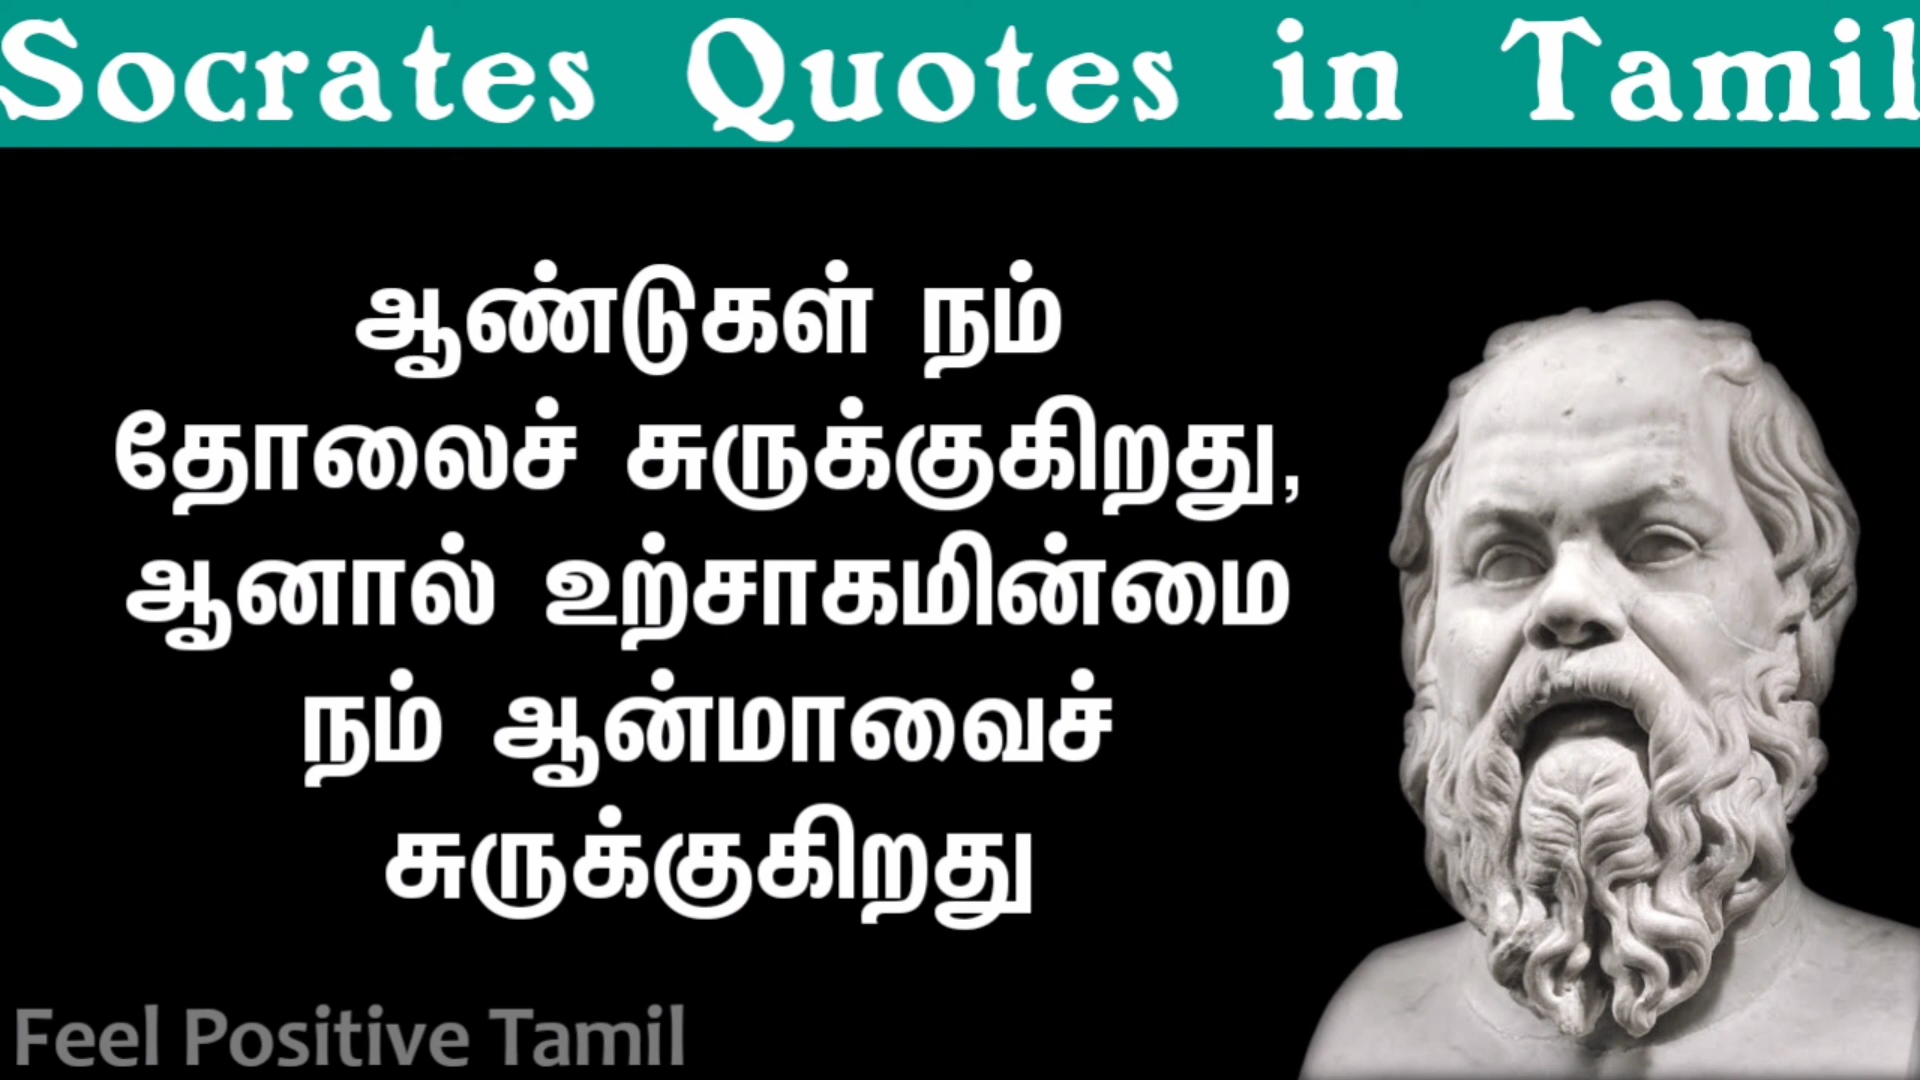 Socrates Quotes in Tamil
ஆண்டுகள் நம்
தோலைச் சுருக்குகிறது,
ஆனால் உற்சாகமின்மை
நம் ஆன்மாவைச்
சுருக்குகிறது
Feel Positive Tamil